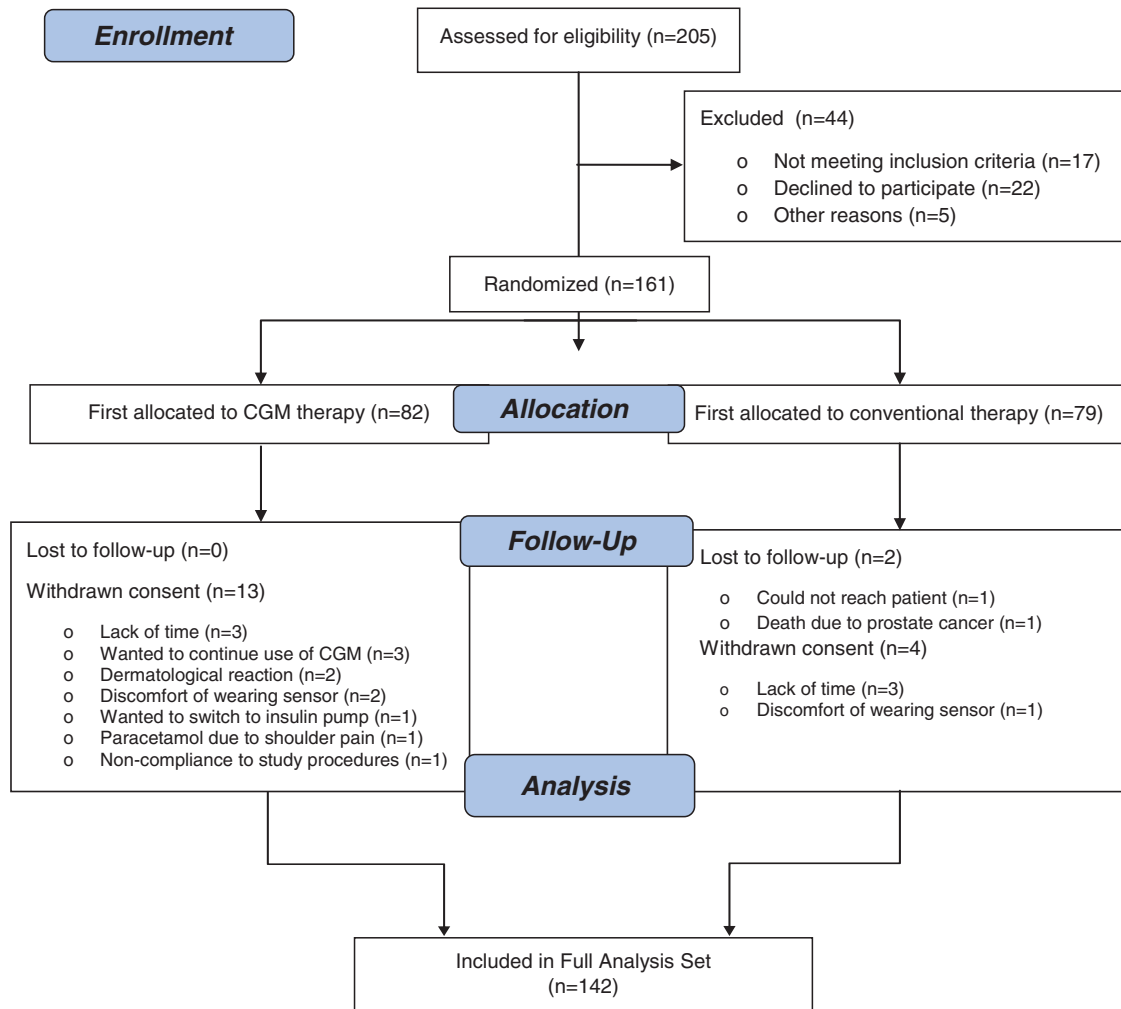 Enrollment
Assessed for eligibility (n=205)
Excluded (n=44)
o Not meeting inclusion criteria (n=17)
o Declined to participate (n=22)
o Other reasons (n=5)
Randomized (n=161)
First allocated to CGM therapy (n=82)
Allocation
First allocated to conventional therapy (n=79)
Follow-Up
Lost to follow-up (n=0)
Withdrawn consent (n=13)
o Lack of time (n=3)
o Wanted to continue use of CGM (n=3)
o Dermatological reaction (n=2)
o Discomfort of wearing sensor (n=2)
o Wanted to switch to insulin pump (n=1)
o Paracetamol due to shoulder pain (n=1)
o Non-compliance to study procedures (n=1)
Lost to follow-up (n=2)
o Could not reach patient (n=1)
o Death due to prostate cancer (n=1)
Withdrawn consent (n=4)
o Lack of time (n=3)
o Discomfort of wearing sensor (n=1)
Analysis
Included in Full Analysis Set
(n=142)